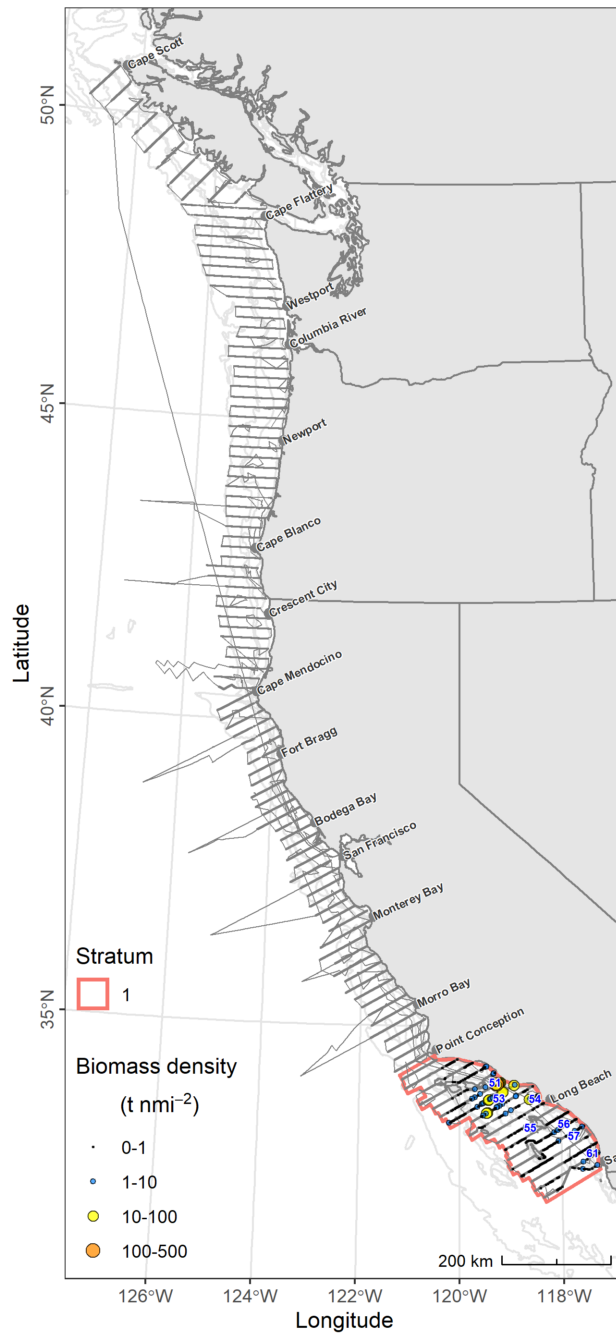 50°N
45°N
40°N
35°N
Latitude
Cape Scott
Cape Flattery
Westport
Columbia River
Newport
Cape Blanco
Crescent City
Cape Mendocino
Fort Bragg
Bodega Bay
San Francisco
Monterey Bay
Morro Bay
Point Conception
Long Beach
Sa
51
53
54
55
56
57
61
Stratum
1
Biomass density
(t nmi⁻²)
0-1
1-10
10-100
100-500
200 km
126°W 124°W 122°W 120°W 118°W
Longitude